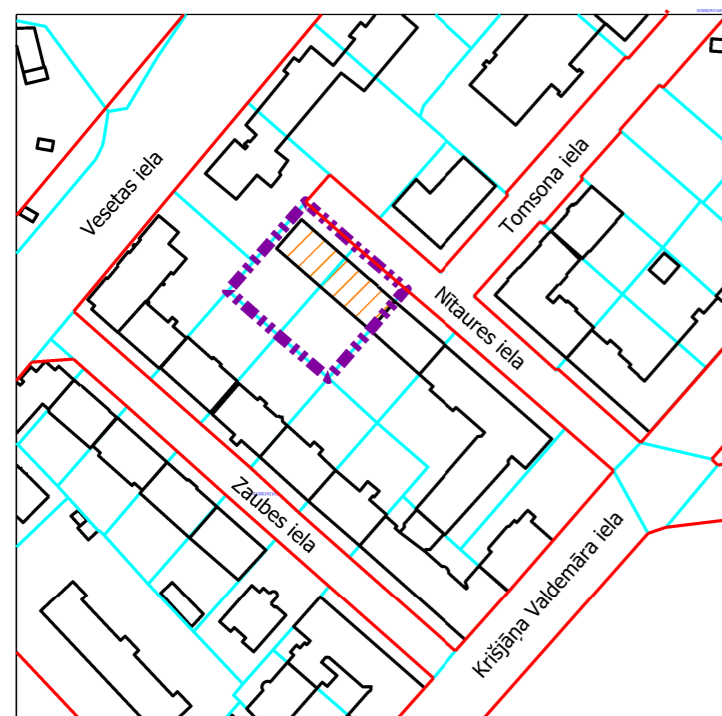 Vesetas iela
Tomsona iela
Nītaures iela
Zaubes iela
Krišjāņa Valdemāra iela